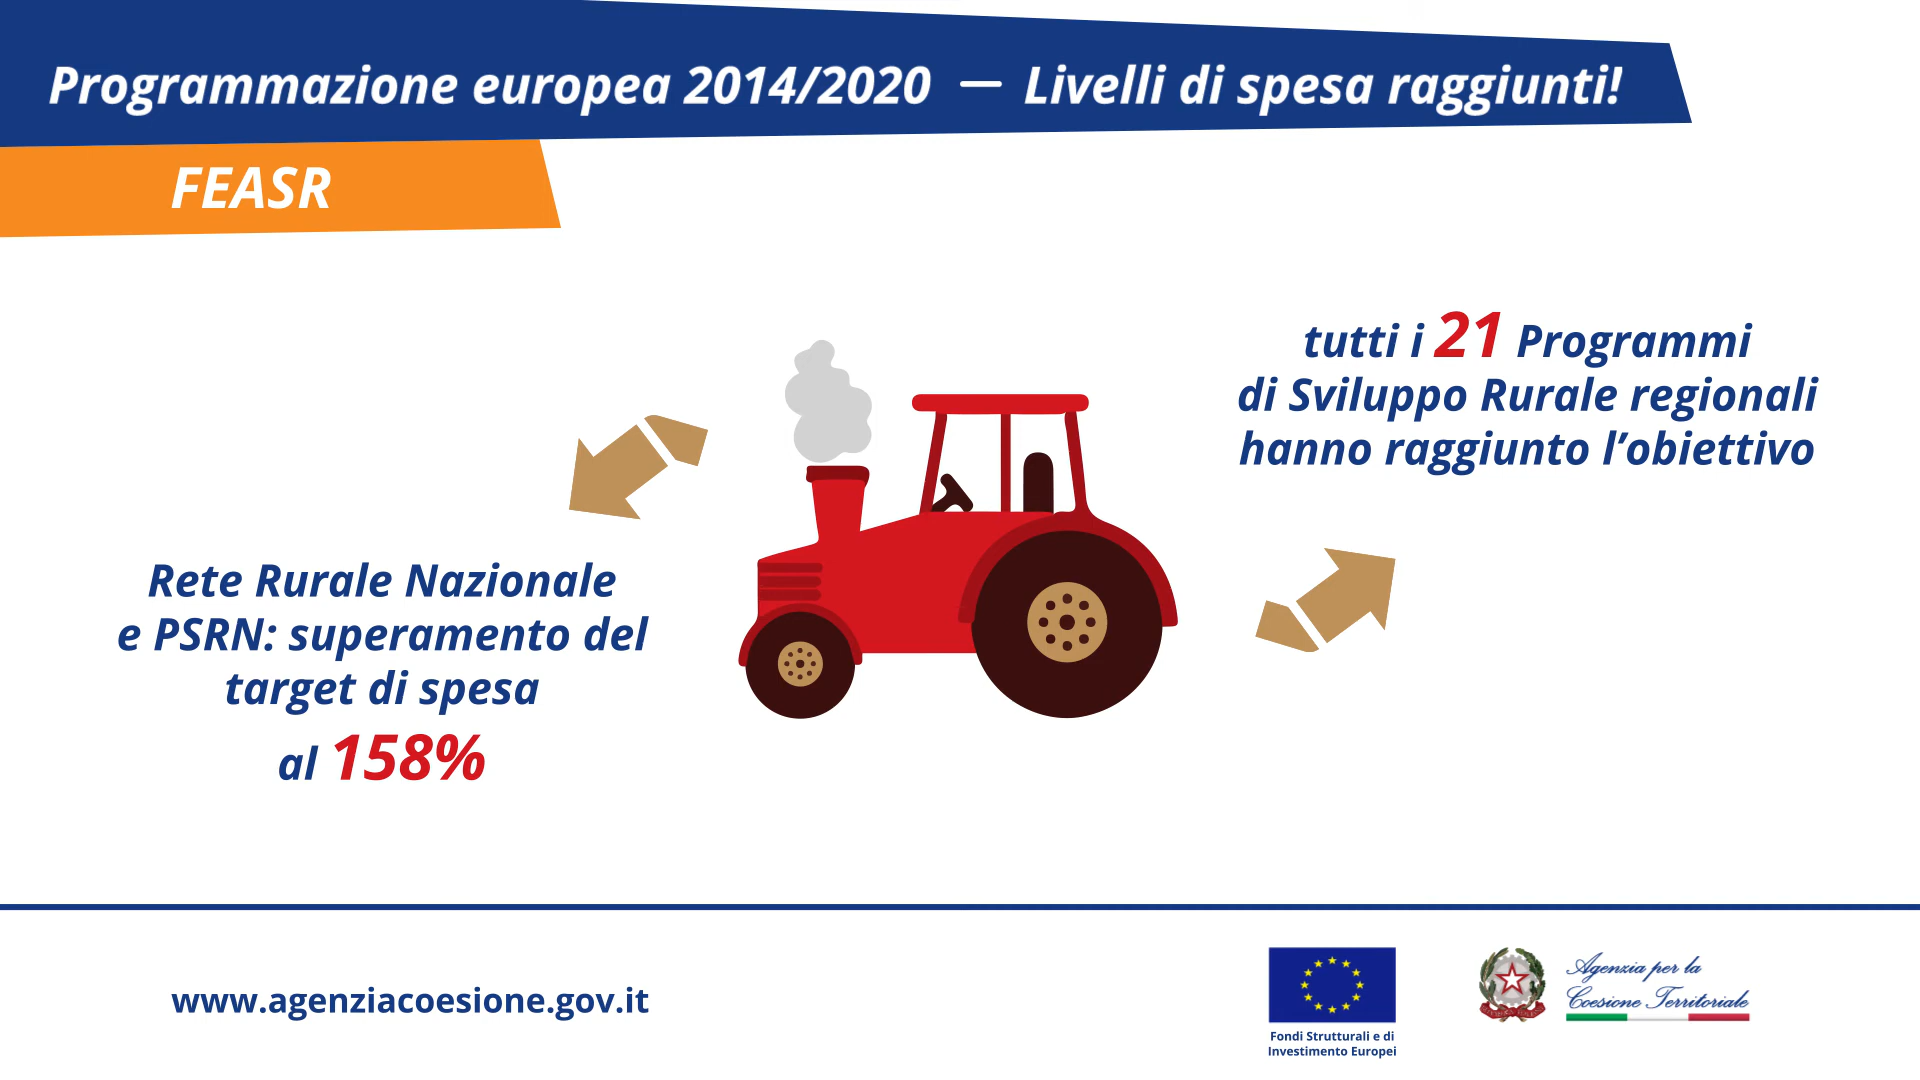 Programmazione europea 2014/2020 — Livelli di spesa raggiunti!
FEASR
tutti i 21 Programmi
di Sviluppo Rurale regionali
hanno raggiunto l’obiettivo
Rete Rurale Nazionale
e PSRN: superamento del
target di spesa
al 158%
www.agenziacoesione.gov.it
Fondi Strutturali e di
Investimento Europei
Agenzia per la
Coesione Territoriale